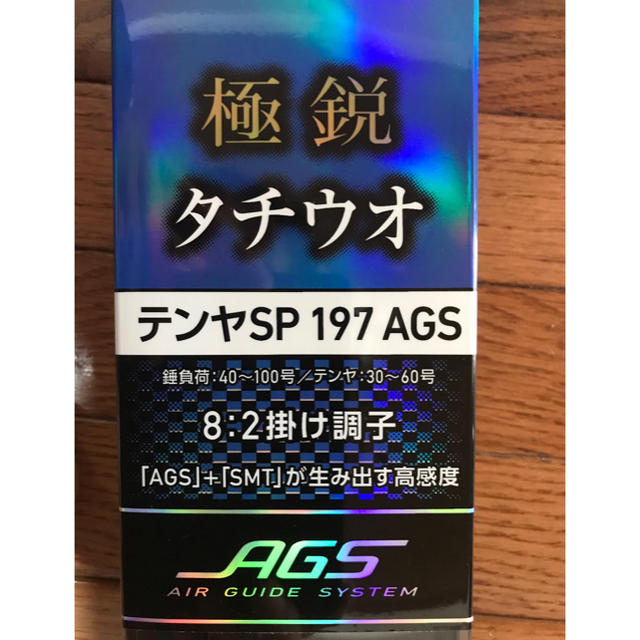 極鋭
タチウオ
テンヤSP 197 AGS
錘負荷:40〜100号/テンヤ:30〜60号
8:2掛け調子
「AGS」+「SMT」が生み出す高感度
AGS
AIR GUIDE SYSTEM